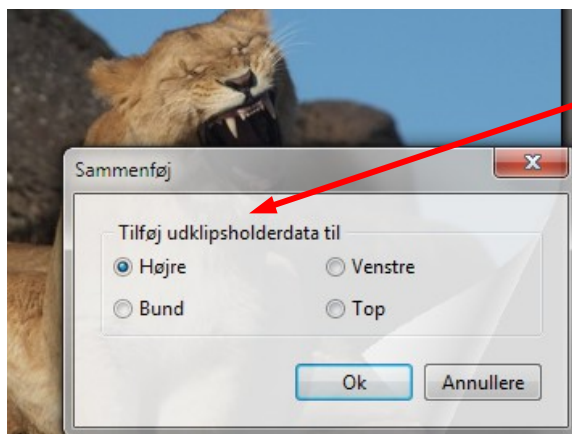 Sammenføj
Tilføj udklipsholderdata til
Højre Venstre
Bund Top
Ok Annullere